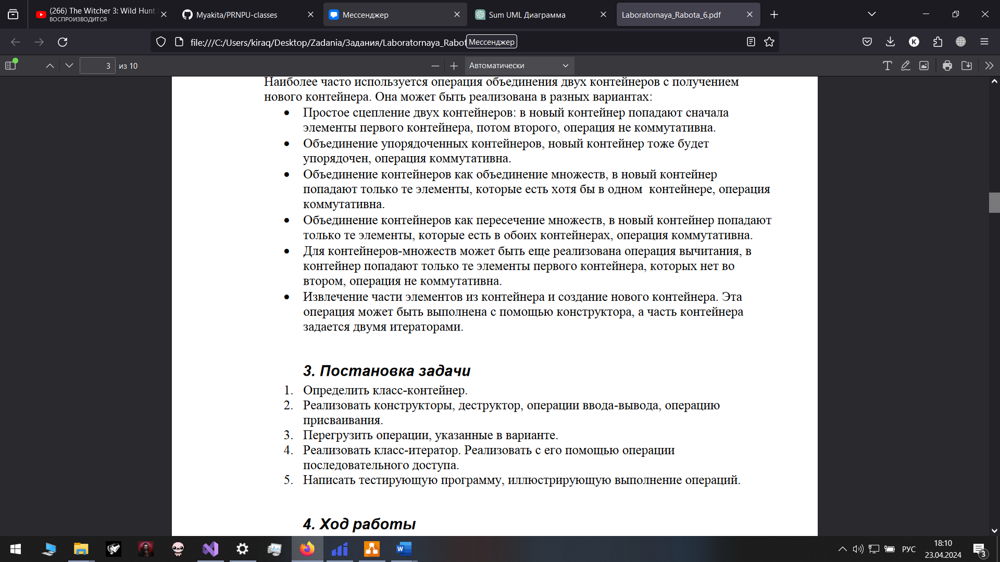 (266) The Witcher 3: Wild Hunt
ВОСПРОИЗВОДИТСЯ
Myakita/PRNPU-classes
Мессенджер
Sum UML Диаграмма
Laboratornaya_Rabota_6.pdf
file:///C:/Users/kiraq/Desktop/Zadania/Задания/Laboratornaya_Rabot
Мессенджер
K
3
из 10
Автоматически
Наиболее часто используется операция объединения двух контейнеров с получением
нового контейнера. Она может быть реализована в разных вариантах:
• Простое сцепление двух контейнеров: в новый контейнер попадают сначала
элементы первого контейнера, потом второго, операция не коммутативна.
• Объединение упорядоченных контейнеров, новый контейнер тоже будет
упорядочен, операция коммутативна.
• Объединение контейнеров как объединение множеств, в новый контейнер
попадают только те элементы, которые есть хотя бы в одном  контейнере, операция
коммутативна.
• Объединение контейнеров как пересечение множеств, в новый контейнер попадают
только те элементы, которые есть в обоих контейнерах, операция коммутативна.
• Для контейнеров-множеств может быть еще реализована операция вычитания, в
контейнер попадают только те элементы первого контейнера, которых нет во
втором, операция не коммутативна.
• Извлечение части элементов из контейнера и создание нового контейнера. Эта
операция может быть выполнена с помощью конструктора, а часть контейнера
задается двумя итераторами.
3. Постановка задачи
1. Определить класс-контейнер.
2. Реализовать конструкторы, деструктор, операции ввода-вывода, операцию
присваивания.
3. Перегрузить операции, указанные в варианте.
4. Реализовать класс-итератор. Реализовать с его помощью операции
последовательного доступа.
5. Написать тестирующую программу, иллюстрирующую выполнение операций.
4. Ход работы
РУС
18:10
23.04.2024
3